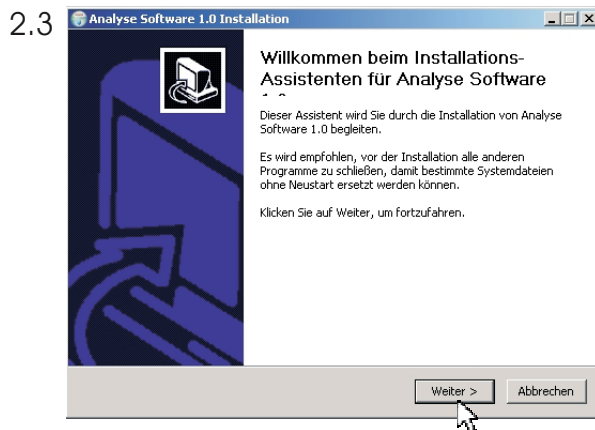 2.3
Analyse Software 1.0 Installation
Willkommen beim Installations-
Assistenten für Analyse Software
Dieser Assistent wird Sie durch die Installation von Analyse
Software 1.0 begleiten.
Es wird empfohlen, vor der Installation alle anderen
Programme zu schließen, damit bestimmte Systemdateien
ohne Neustart ersetzt werden können.
Klicken Sie auf Weiter, um fortzufahren.
Weiter >
Abbrechen